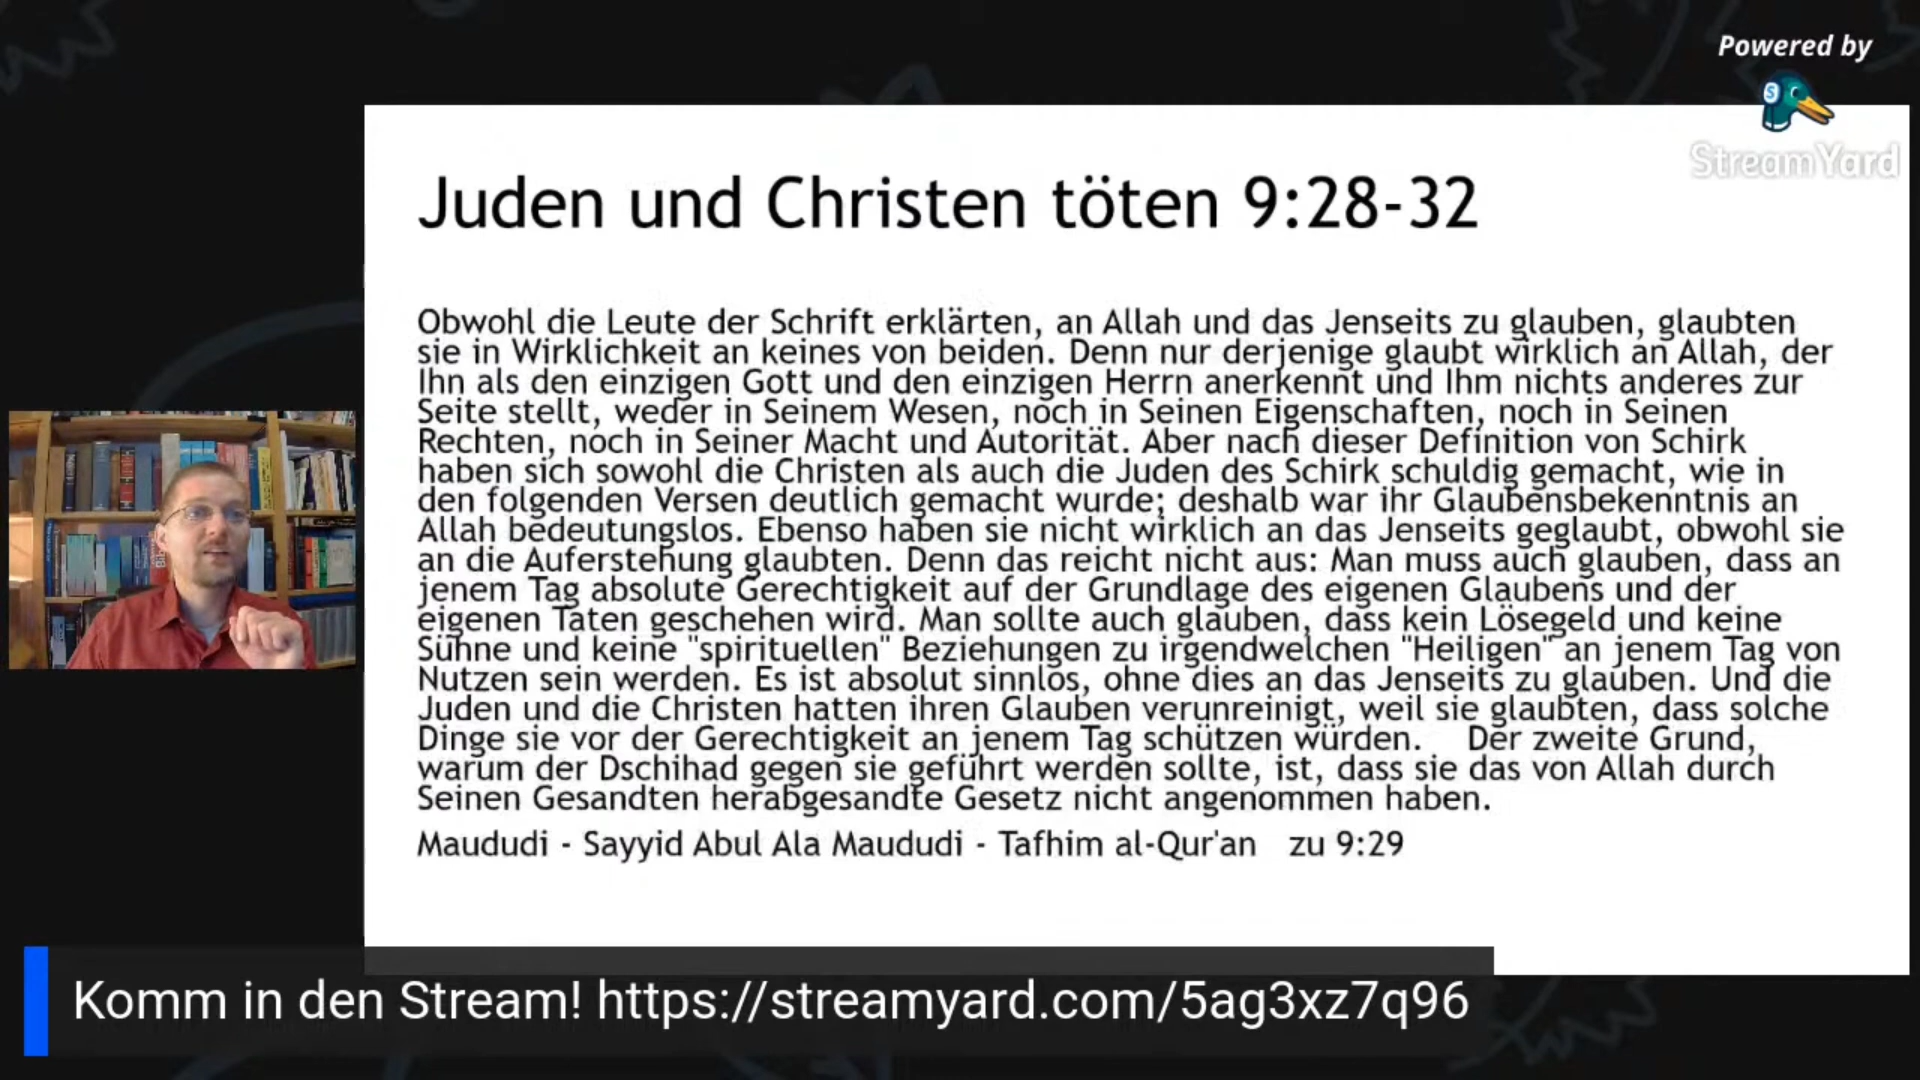 Powered by
StreamYard
Juden und Christen töten 9:28-32
Obwohl die Leute der Schrift erklärten, an Allah und das Jenseits zu glauben, glaubten
sie in Wirklichkeit an keines von beiden. Denn nur derjenige glaubt wirklich an Allah, der
Ihn als den einzigen Gott und den einzigen Herrn anerkennt und Ihm nichts anderes zur
Seite stellt, weder in Seinem Wesen, noch in Seinen Eigenschaften, noch in Seinen
Rechten, noch in Seiner Macht und Autorität. Aber nach dieser Definition von Schirk
haben sich sowohl die Christen als auch die Juden des Schirk schuldig gemacht, wie in
den folgenden Versen deutlich gemacht wurde; deshalb war ihr Glaubensbekenntnis an
Allah bedeutungslos. Ebenso haben sie nicht wirklich an das Jenseits geglaubt, obwohl sie
an die Auferstehung glaubten. Denn das reicht nicht aus: Man muss auch glauben, dass an
jenem Tag absolute Gerechtigkeit auf der Grundlage des eigenen Glaubens und der
eigenen Taten geschehen wird. Man sollte auch glauben, dass kein Lösegeld und keine
Sühne und keine "spirituellen" Beziehungen zu irgendwelchen "Heiligen" an jenem Tag von
Nutzen sein werden. Es ist absolut sinnlos, ohne dies an das Jenseits zu glauben. Und die
Juden und die Christen hatten ihren Glauben verunreinigt, weil sie glaubten, dass solche
Dinge sie vor der Gerechtigkeit an jenem Tag schützen würden. Der zweite Grund,
warum der Dschihad gegen sie geführt werden sollte, ist, dass sie das von Allah durch
Seinen Gesandten herabgesandte Gesetz nicht angenommen haben.
Maududi - Sayyid Abul Ala Maududi - Tafhim al-Qur'an zu 9:29
Komm in den Stream! https://streamyard.com/5ag3xz7q96